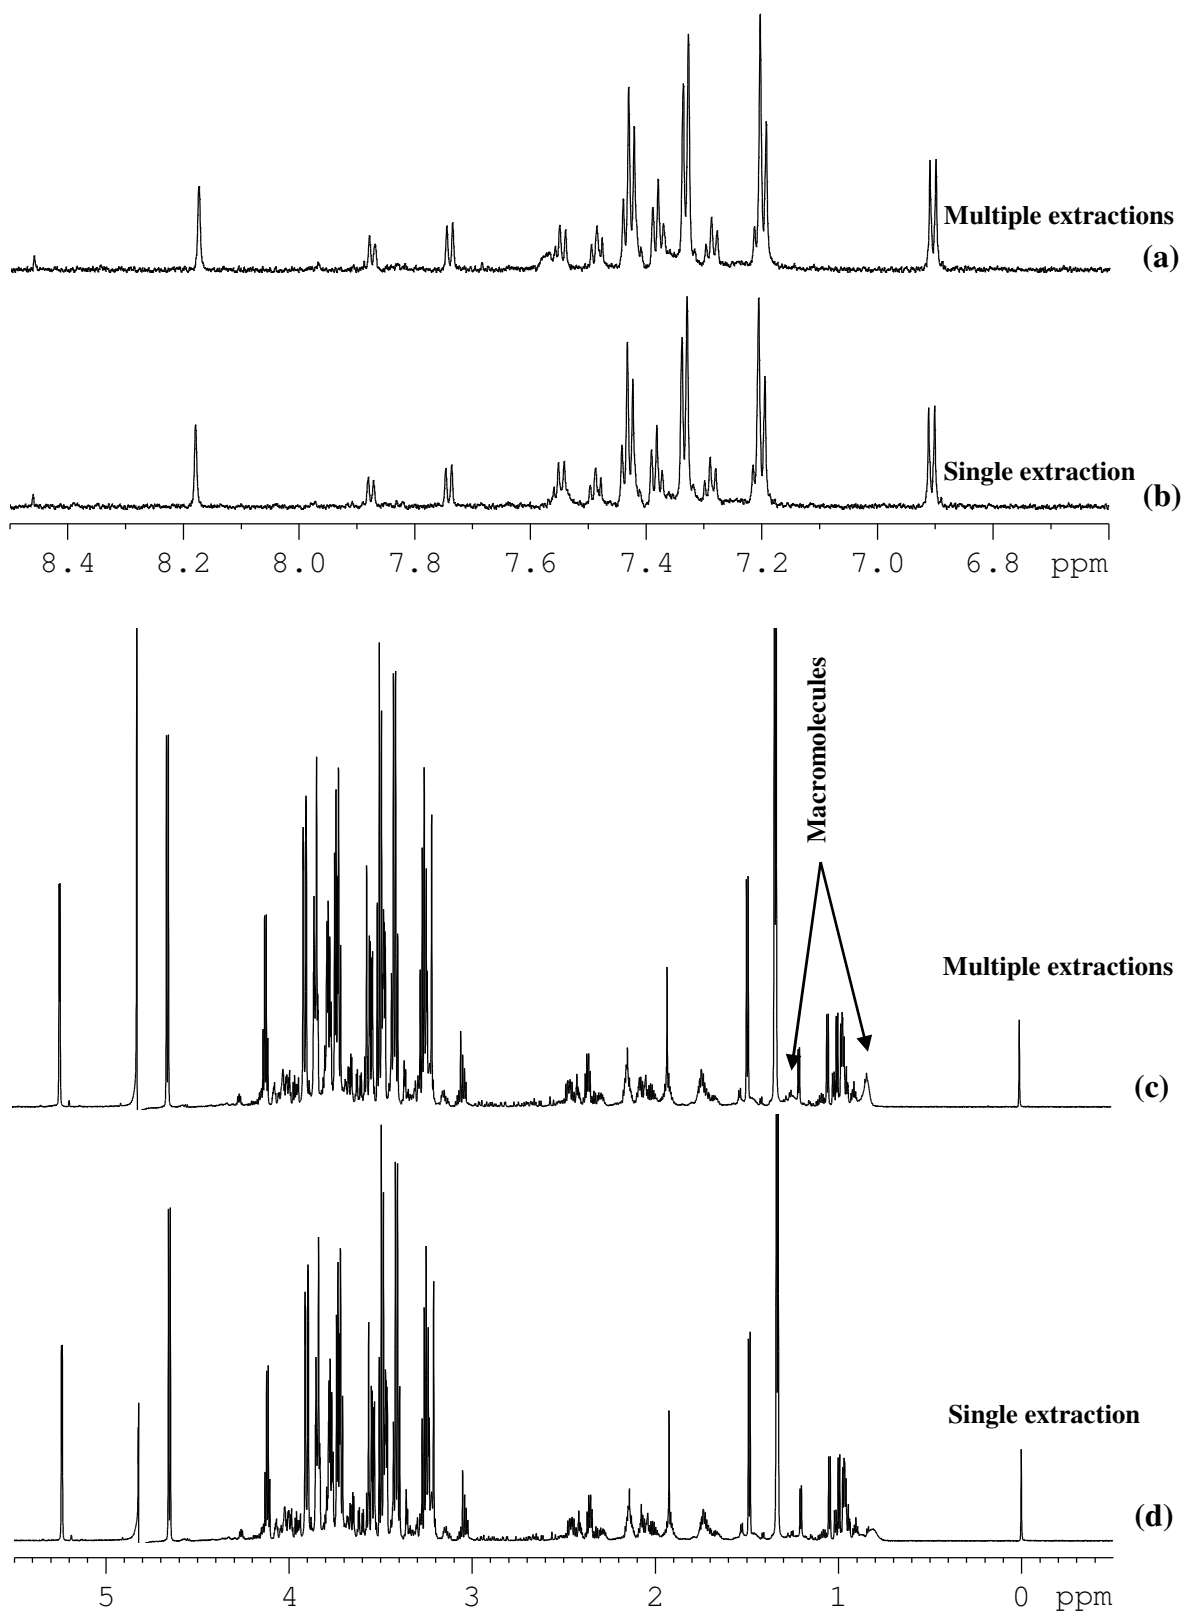 Multiple extractions
(a)
Single extraction
(b)
8.4 8.2 8.0 7.8 7.6 7.4 7.2 7.0 6.8 ppm
Macromolecules
Multiple extractions
(c)
Single extraction
(d)
5 4 3 2 1 0 ppm